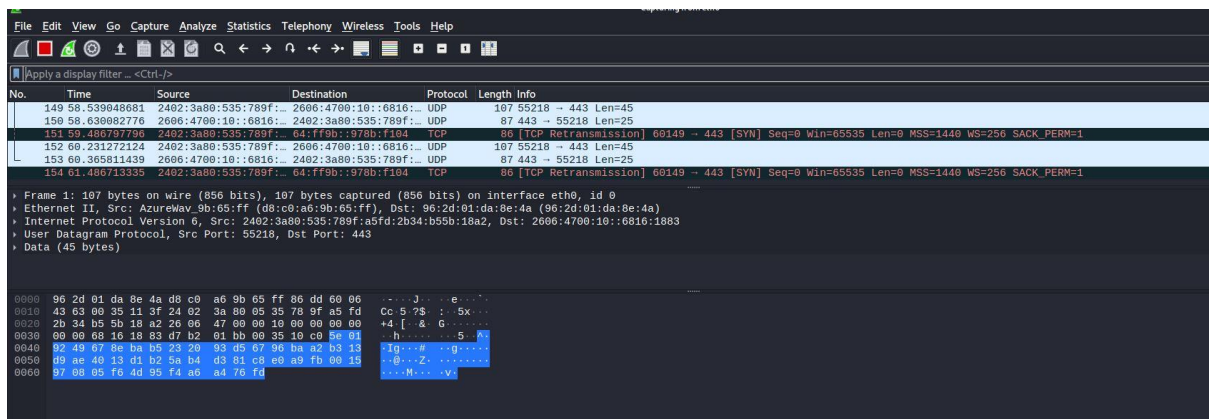 File Edit View Go Capture Analyze Statistics Telephony Wireless Tools Help
Apply a display filter ... <Ctrl-/>
No. Time Source Destination Protocol Length Info
149 58.539048681 2402:3a80:535:789f:… 2606:4700:10::6816:… UDP 107 55218 → 443 Len=45
150 58.630082776 2606:4700:10::6816:… 2402:3a80:535:789f:… UDP 87 443 → 55218 Len=25
151 59.486797796 2402:3a80:535:789f:… 64:ff9b::978b:f104 TCP 86 [TCP Retransmission] 60149 → 443 [SYN] Seq=0 Win=65535 Len=0 MSS=1440 WS=256 SACK_PERM=1
152 60.231272124 2402:3a80:535:789f:… 2606:4700:10::6816:… UDP 107 55218 → 443 Len=45
153 60.365811439 2606:4700:10::6816:… 2402:3a80:535:789f:… UDP 87 443 → 55218 Len=25
154 61.486713335 2402:3a80:535:789f:… 64:ff9b::978b:f104 TCP 86 [TCP Retransmission] 60149 → 443 [SYN] Seq=0 Win=65535 Len=0 MSS=1440 WS=256 SACK_PERM=1
Frame 1: 107 bytes on wire (856 bits), 107 bytes captured (856 bits) on interface eth0, id 0
Ethernet II, Src: AzureWav_9b:65:ff (d8:c0:a6:9b:65:ff), Dst: 96:2d:01:da:8e:4a (96:2d:01:da:8e:4a)
Internet Protocol Version 6, Src: 2402:3a80:535:789f:a5fd:2b34:b55b:18a2, Dst: 2606:4700:10::6816:1883
User Datagram Protocol, Src Port: 55218, Dst Port: 443
Data (45 bytes)
0000 96 2d 01 da 8e 4a d8 c0 a6 9b 65 ff 86 dd 60 06 ·-···J·· ··e···`·
0010 43 63 00 35 11 3f 24 02 3a 80 05 35 78 9f a5 fd Cc·5·?$· :··5x···
0020 2b 34 b5 5b 18 a2 26 06 47 00 00 10 00 00 00 00 +4·[··&· G·······
0030 00 00 68 16 18 83 d7 b2 01 bb 00 35 10 c0 5e 01 ··h····· ···5··^·
0040 92 49 67 8e ba b5 23 20 93 d5 67 96 ba a2 b3 13 ·Ig···# ··g·····
0050 d9 ae 40 13 d1 b2 5a b4 d3 81 c8 e0 a9 fb 00 15 ··@···Z· ········
0060 97 08 05 f6 4d 95 f4 a6 a4 76 fd ····M··· ·v·